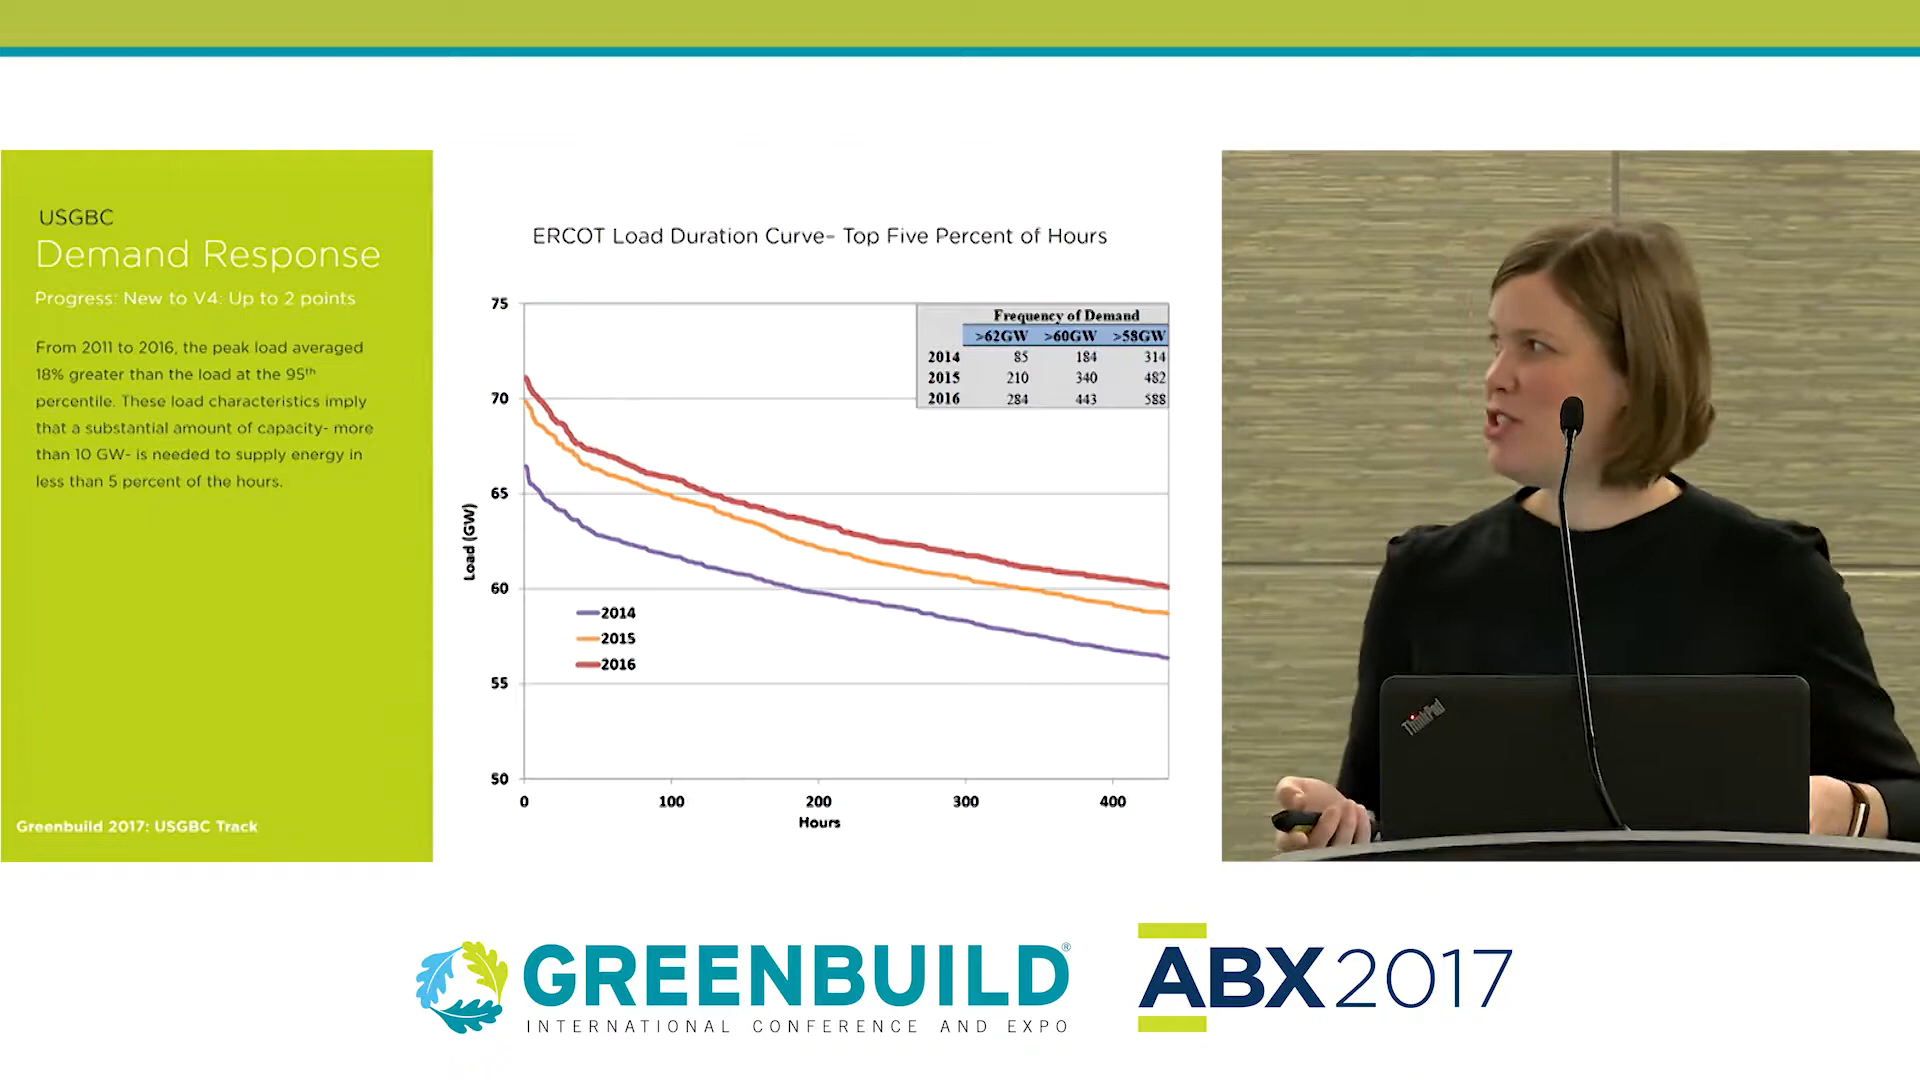 USGBC
Demand Response
Progress: New to V4: Up to 2 points
From 2011 to 2016, the peak load averaged
18% greater than the load at the 95th
percentile. These load characteristics imply
that a substantial amount of capacity- more
than 10 GW- is needed to supply energy in
less than 5 percent of the hours.
Greenbuild 2017: USGBC Track
ERCOT Load Duration Curve– Top Five Percent of Hours
Frequency of Demand
>62GW >60GW >58GW
2014 85 184 314
2015 210 340 482
2016 284 443 588
75
70
65
60
55
50
Load (GW)
2014
2015
2016
0 100 200 300 400
Hours
ThinkPad
GREENBUILD®
INTERNATIONAL CONFERENCE AND EXPO
ABX2017